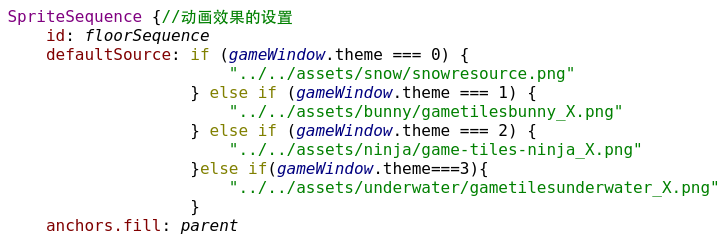 SpriteSequence {//动画效果的设置
    id: floorSequence
    defaultSource: if (gameWindow.theme === 0) {
                       "../../assets/snow/snowresource.png"
                   } else if (gameWindow.theme === 1) {
                       "../../assets/bunny/gametilesbunny_X.png"
                   } else if (gameWindow.theme === 2) {
                       "../../assets/ninja/game-tiles-ninja_X.png"
                   }else if(gameWindow.theme===3){
                       "../../assets/underwater/gametilesunderwater_X.png"
                   }
    anchors.fill: parent